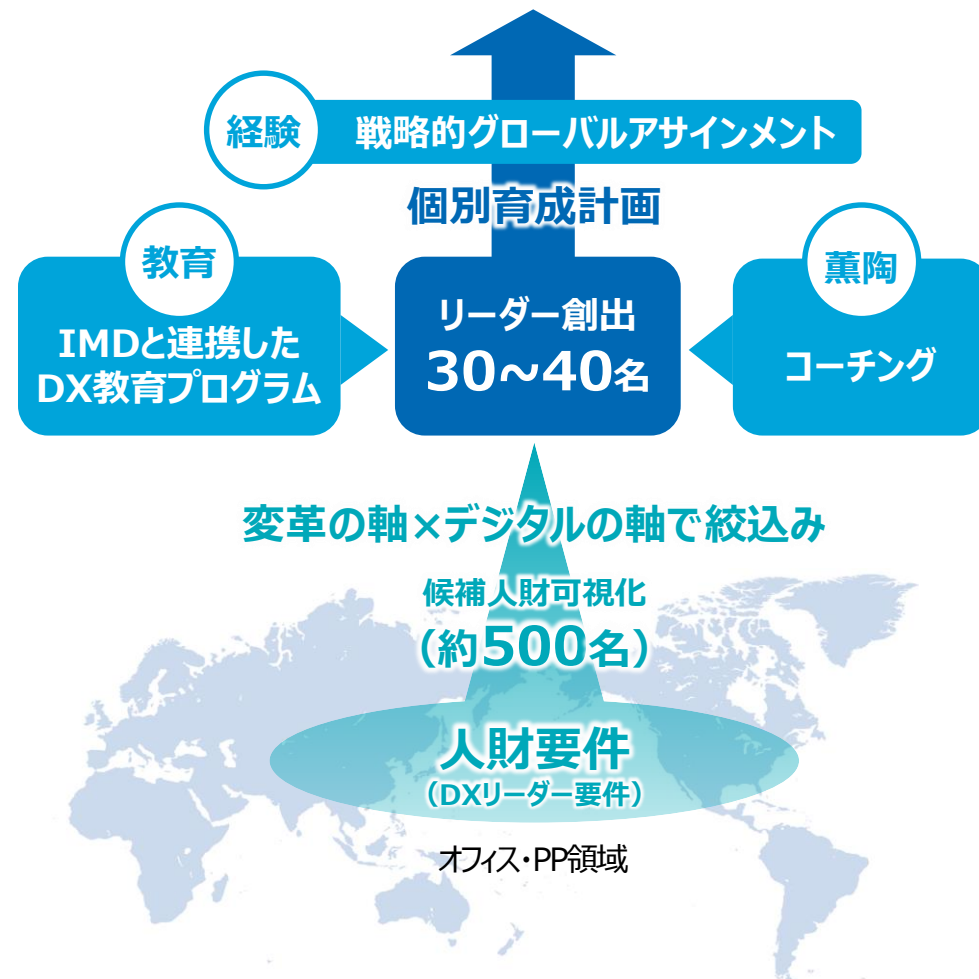 経験
戦略的グローバルアサインメント
個別育成計画
教育
IMDと連携した
DX教育プログラム
リーダー創出
30~40名
薫陶
コーチング
変革の軸×デジタルの軸で絞込み
候補人財可視化
（約500名）
人財要件
（DXリーダー要件）
オフィス・PP領域